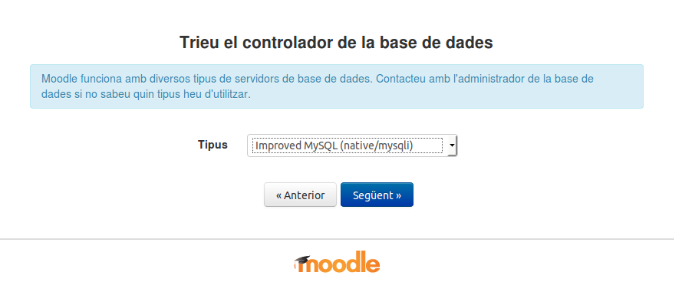 Trieu el controlador de la base de dades
Moodle funciona amb diversos tipus de servidors de base de dades. Contacteu amb l'administrador de la base de
dades si no sabeu quin tipus heu d'utilitzar.
Tipus Improved MySQL (native/mysqli)
« Anterior Següent »
moodle